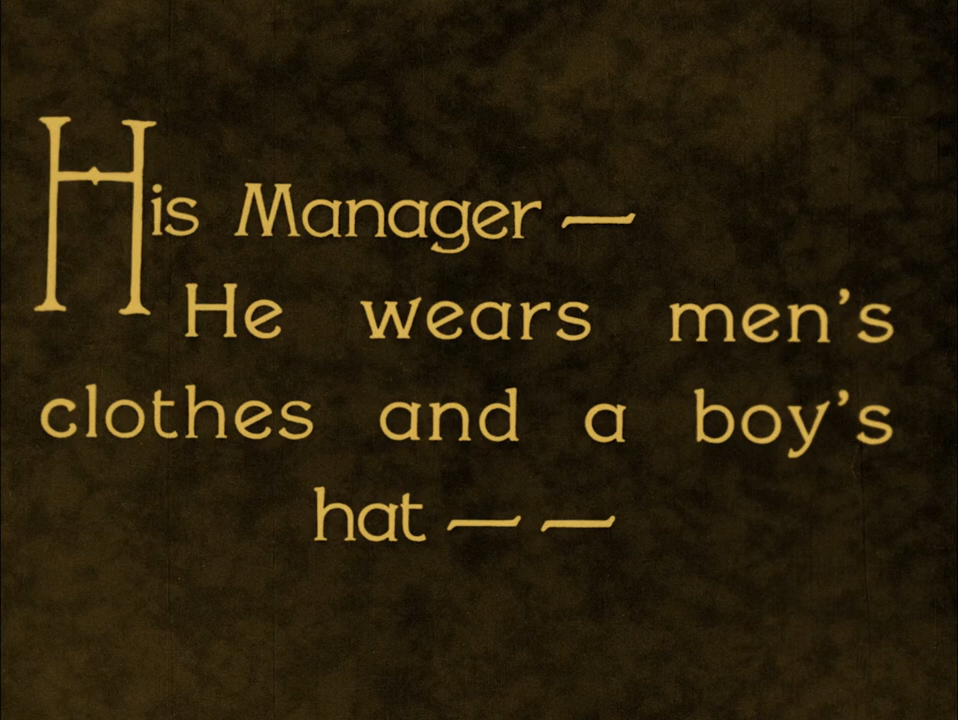 His Manager —
He wears men's
clothes and a boy's
hat — —